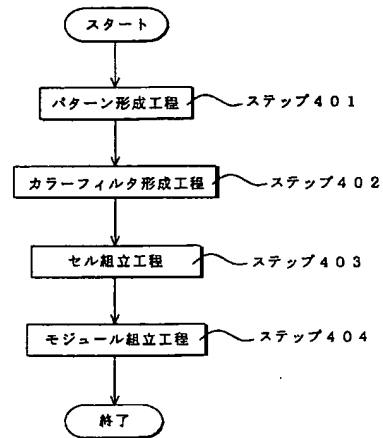 スタート
パターン形成工程
ステップ401
カラーフィルタ形成工程
ステップ402
セル組立工程
ステップ403
モジュール組立工程
ステップ404
終了